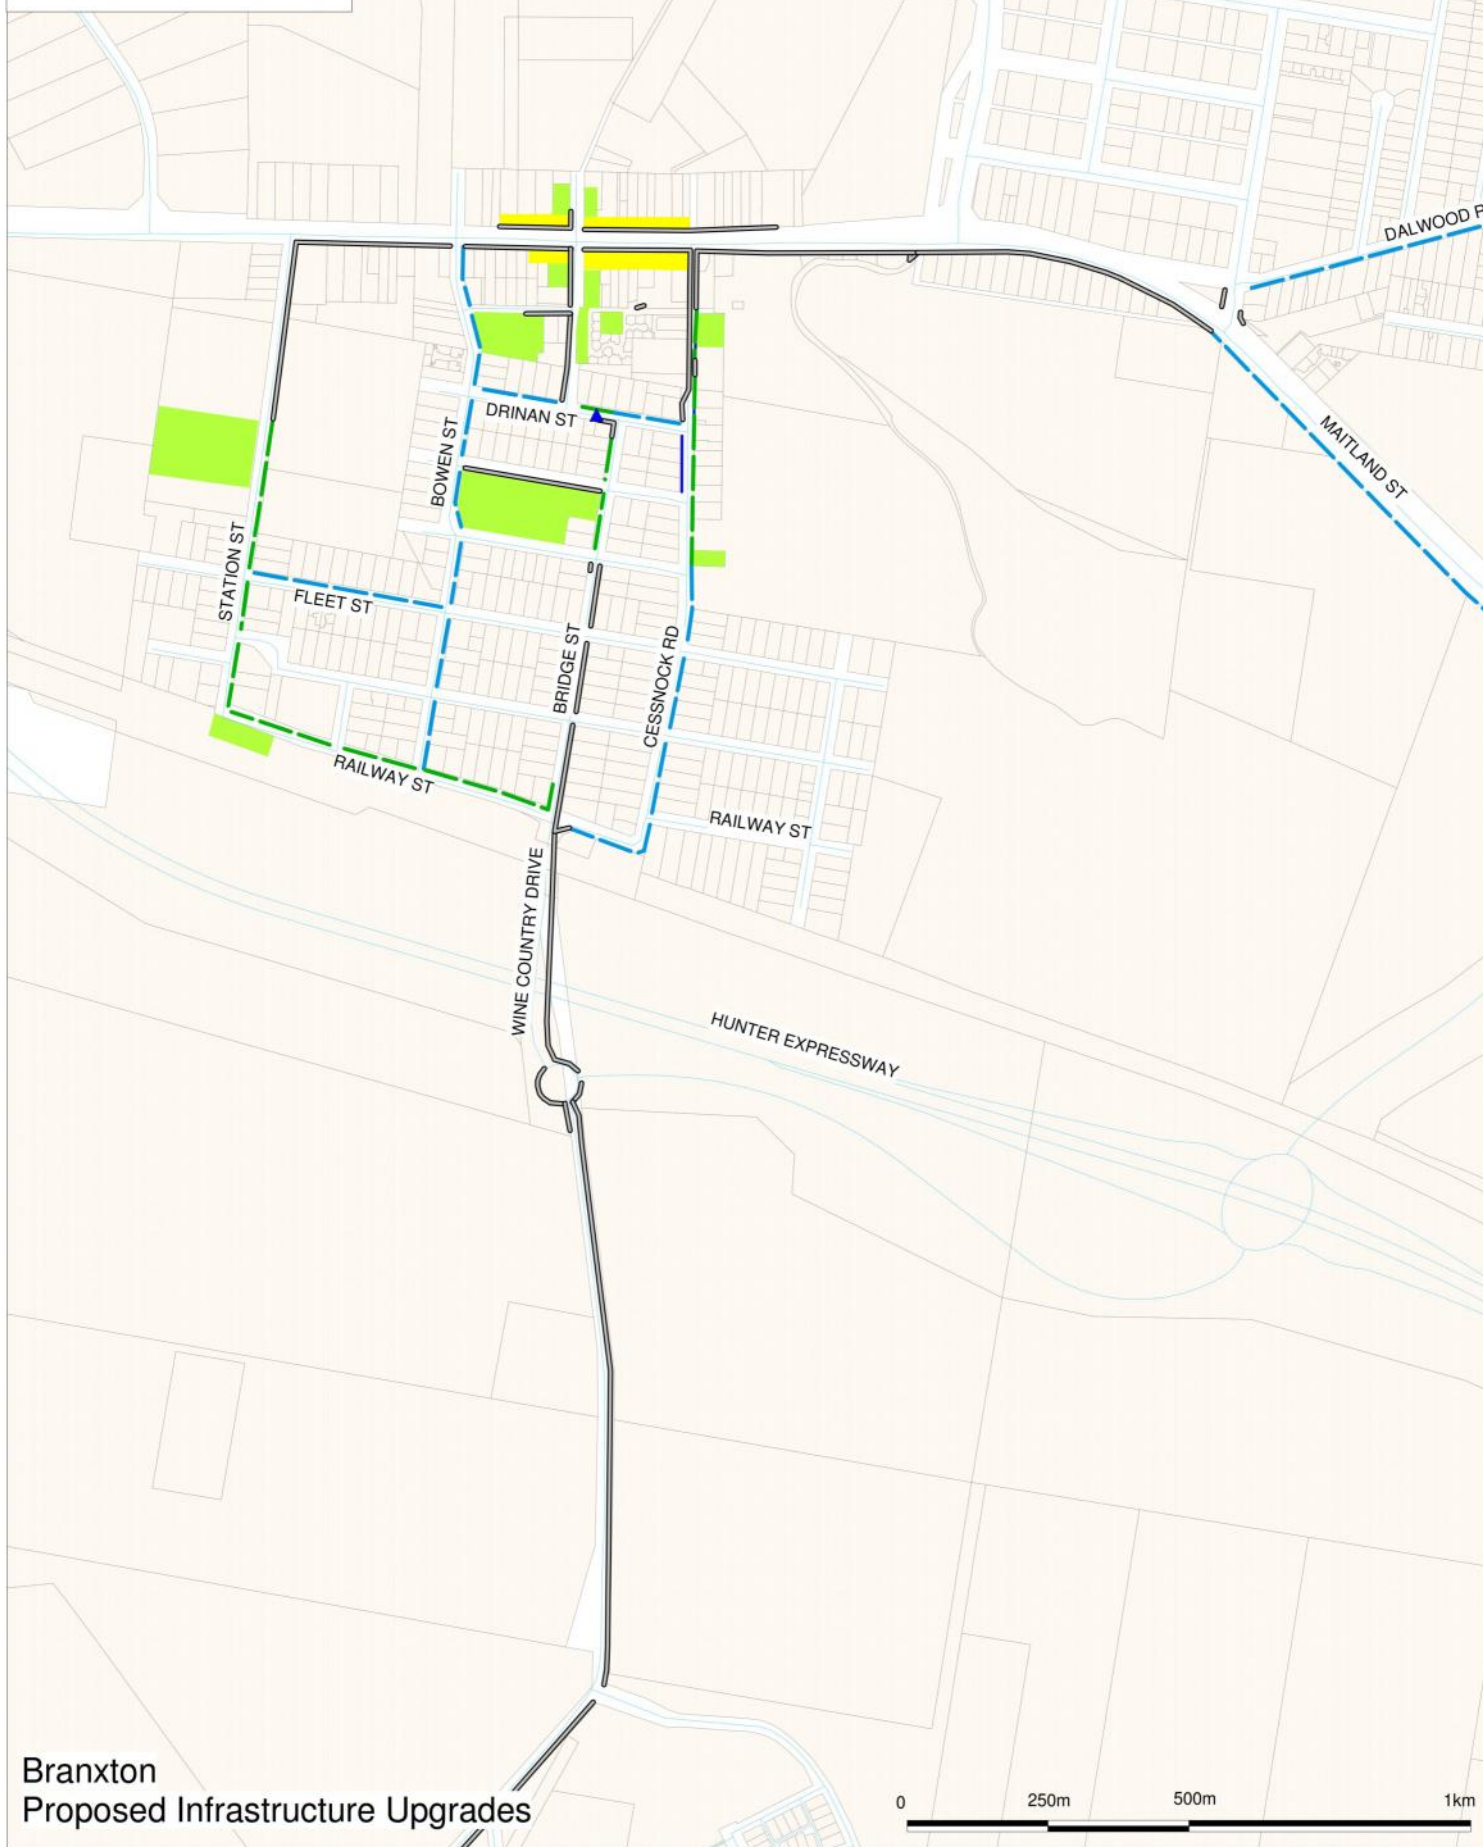 DALWOOD
MAITLAND ST
DRINAN ST
BOWEN ST
STATION ST
FLEET ST
BRIDGE ST
CESSNOCK RD
RAILWAY ST
RAILWAY ST
WINE COUNTRY DRIVE
HUNTER EXPRESSWAY
Branxton
Proposed Infrastructure Upgrades
0 250m 500m 1km